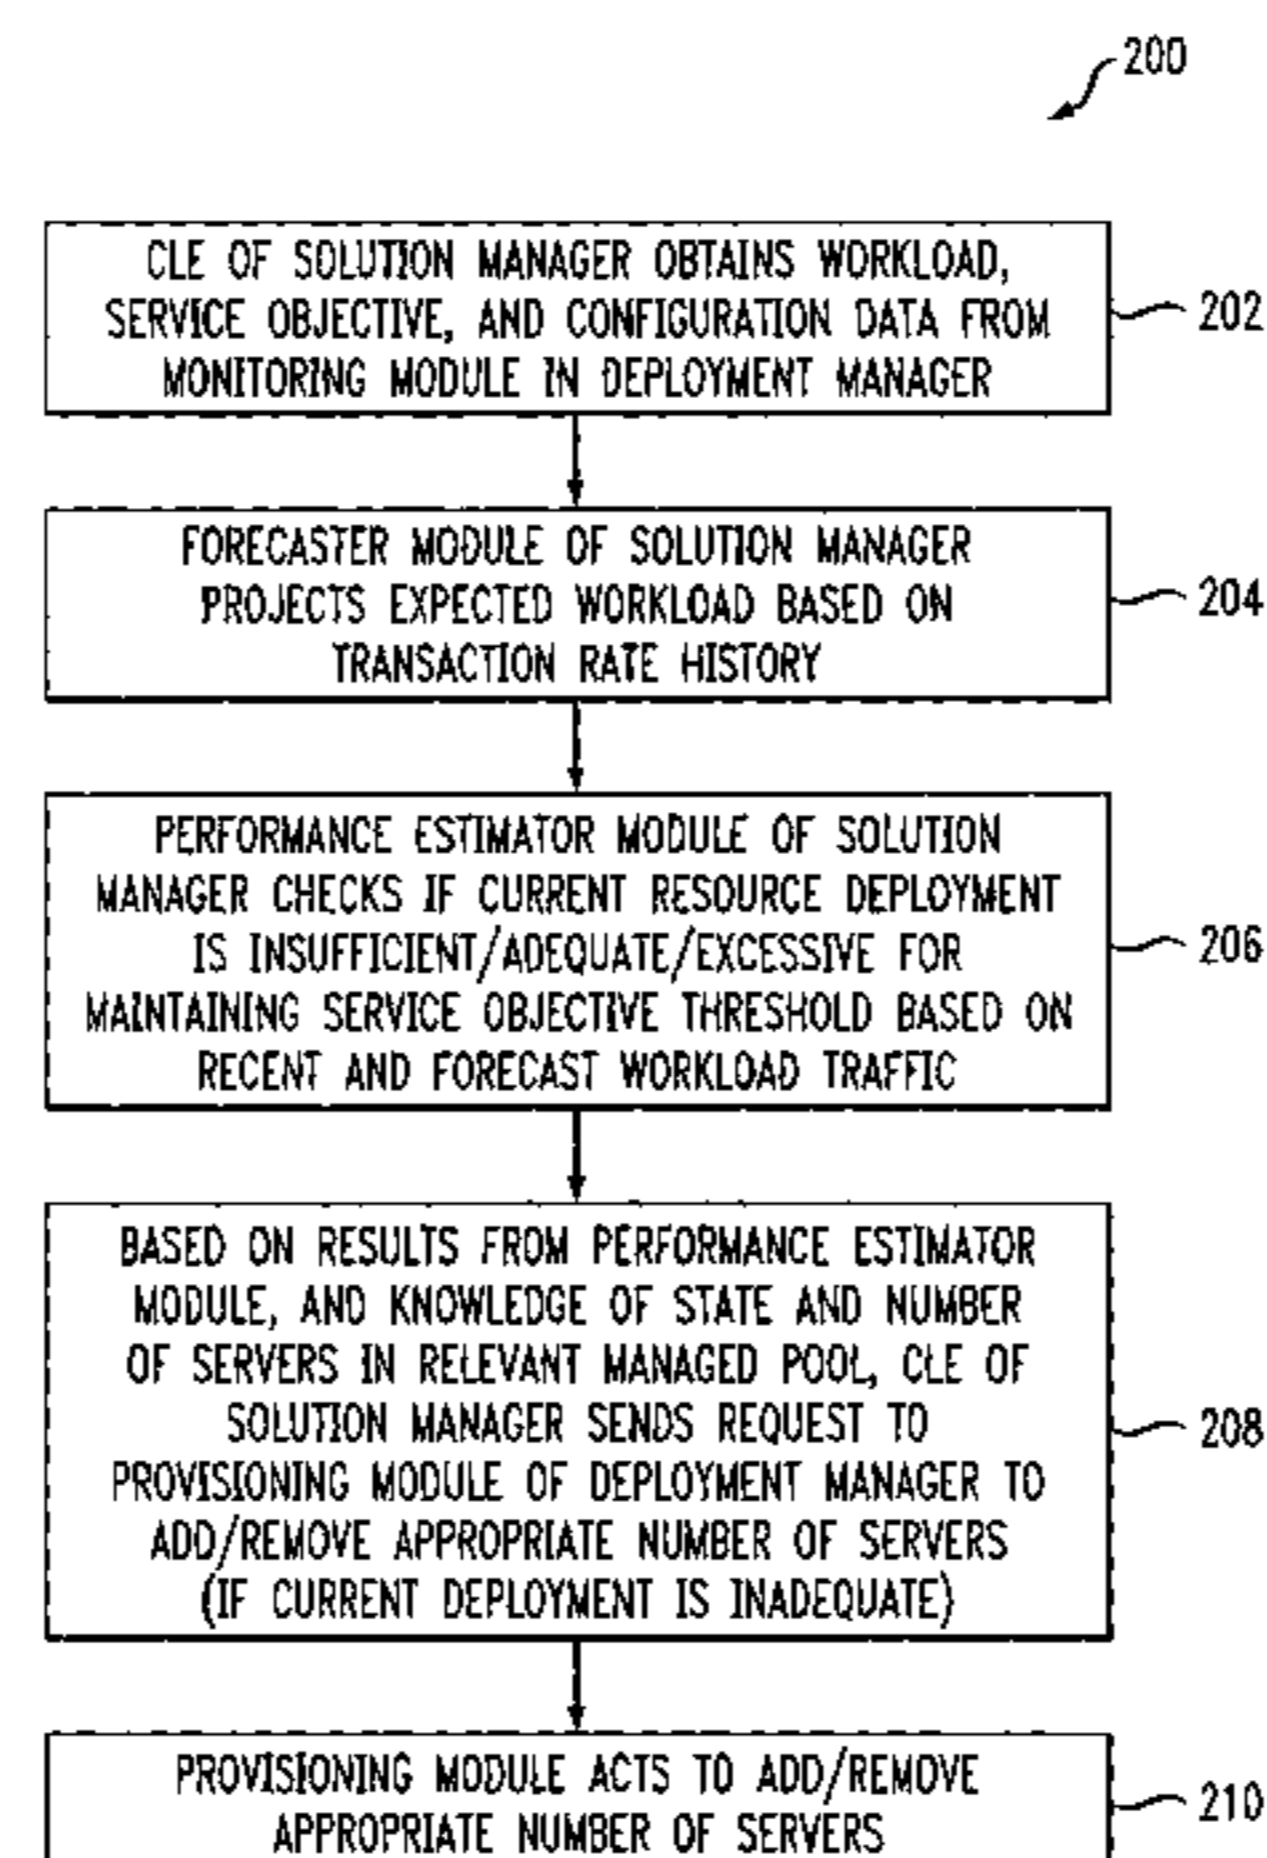 200
CLE OF SOLUTION MANAGER OBTAINS WORKLOAD,
SERVICE OBJECTIVE, AND CONFIGURATION DATA FROM
MONITORING MODULE IN DEPLOYMENT MANAGER
202
FORECASTER MODULE OF SOLUTION MANAGER
PROJECTS EXPECTED WORKLOAD BASED ON
TRANSACTION RATE HISTORY
204
PERFORMANCE ESTIMATOR MODULE OF SOLUTION
MANAGER CHECKS IF CURRENT RESOURCE DEPLOYMENT
IS INSUFFICIENT/ADEQUATE/EXCESSIVE FOR
MAINTAINING SERVICE OBJECTIVE THRESHOLD BASED ON
RECENT AND FORECAST WORKLOAD TRAFFIC
206
BASED ON RESULTS FROM PERFORMANCE ESTIMATOR
MODULE, AND KNOWLEDGE OF STATE AND NUMBER
OF SERVERS IN RELEVANT MANAGED POOL, CLE OF
SOLUTION MANAGER SENDS REQUEST TO
PROVISIONING MODULE OF DEPLOYMENT MANAGER TO
ADD/REMOVE APPROPRIATE NUMBER OF SERVERS
(IF CURRENT DEPLOYMENT IS INADEQUATE)
208
PROVISIONING MODULE ACTS TO ADD/REMOVE
APPROPRIATE NUMBER OF SERVERS
210